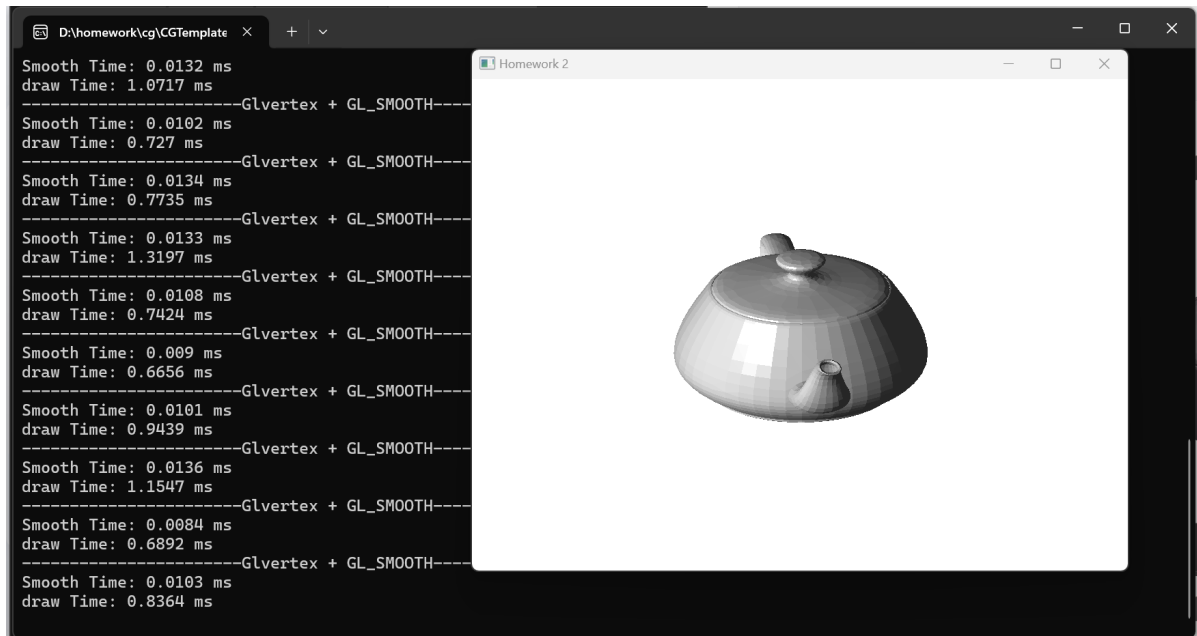 D:\homework\cg\CGTemplate
Smooth Time: 0.0132 ms
draw Time: 1.0717 ms
-----------------------Glvertex + GL_SMOOTH----
Smooth Time: 0.0102 ms
draw Time: 0.727 ms
-----------------------Glvertex + GL_SMOOTH----
Smooth Time: 0.0134 ms
draw Time: 0.7735 ms
-----------------------Glvertex + GL_SMOOTH----
Smooth Time: 0.0133 ms
draw Time: 1.3197 ms
-----------------------Glvertex + GL_SMOOTH----
Smooth Time: 0.0108 ms
draw Time: 0.7424 ms
-----------------------Glvertex + GL_SMOOTH----
Smooth Time: 0.009 ms
draw Time: 0.6656 ms
-----------------------Glvertex + GL_SMOOTH----
Smooth Time: 0.0101 ms
draw Time: 0.9439 ms
-----------------------Glvertex + GL_SMOOTH----
Smooth Time: 0.0136 ms
draw Time: 1.1547 ms
-----------------------Glvertex + GL_SMOOTH----
Smooth Time: 0.0084 ms
draw Time: 0.6892 ms
-----------------------Glvertex + GL_SMOOTH----
Smooth Time: 0.0103 ms
draw Time: 0.8364 ms
Homework 2